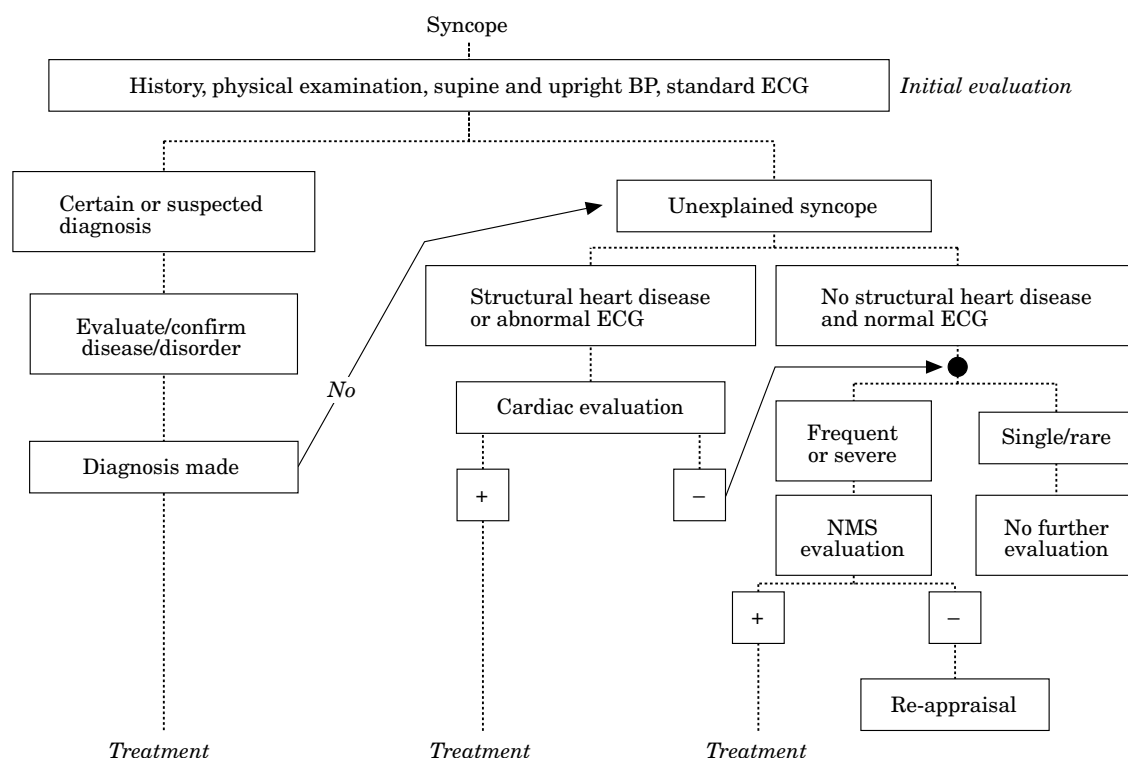 Syncope
History, physical examination, supine and upright BP, standard ECG
Initial evaluation
Certain or suspected
diagnosis
Unexplained syncope
Structural heart disease
or abnormal ECG
No structural heart disease
and normal ECG
Evaluate/confirm
disease/disorder
No
Cardiac evaluation
Frequent
or severe
Single/rare
Diagnosis made
+
–
NMS
evaluation
No further
evaluation
+
–
Re-appraisal
Treatment
Treatment
Treatment